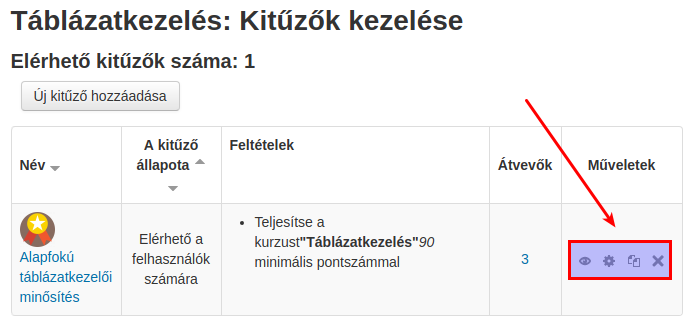 Táblázatkezelés: Kitűzők kezelése
Elérhető kitűzők száma: 1
Új kitűző hozzáadása
Név
A kitűző
állapota
Feltételek
Átvevők
Műveletek
Alapfokú
táblázatkezelői
minősítés
Elérhető a
felhasználók
számára
Teljesítse a
kurzust"Táblázatkezelés"90
minimális pontszámmal
3